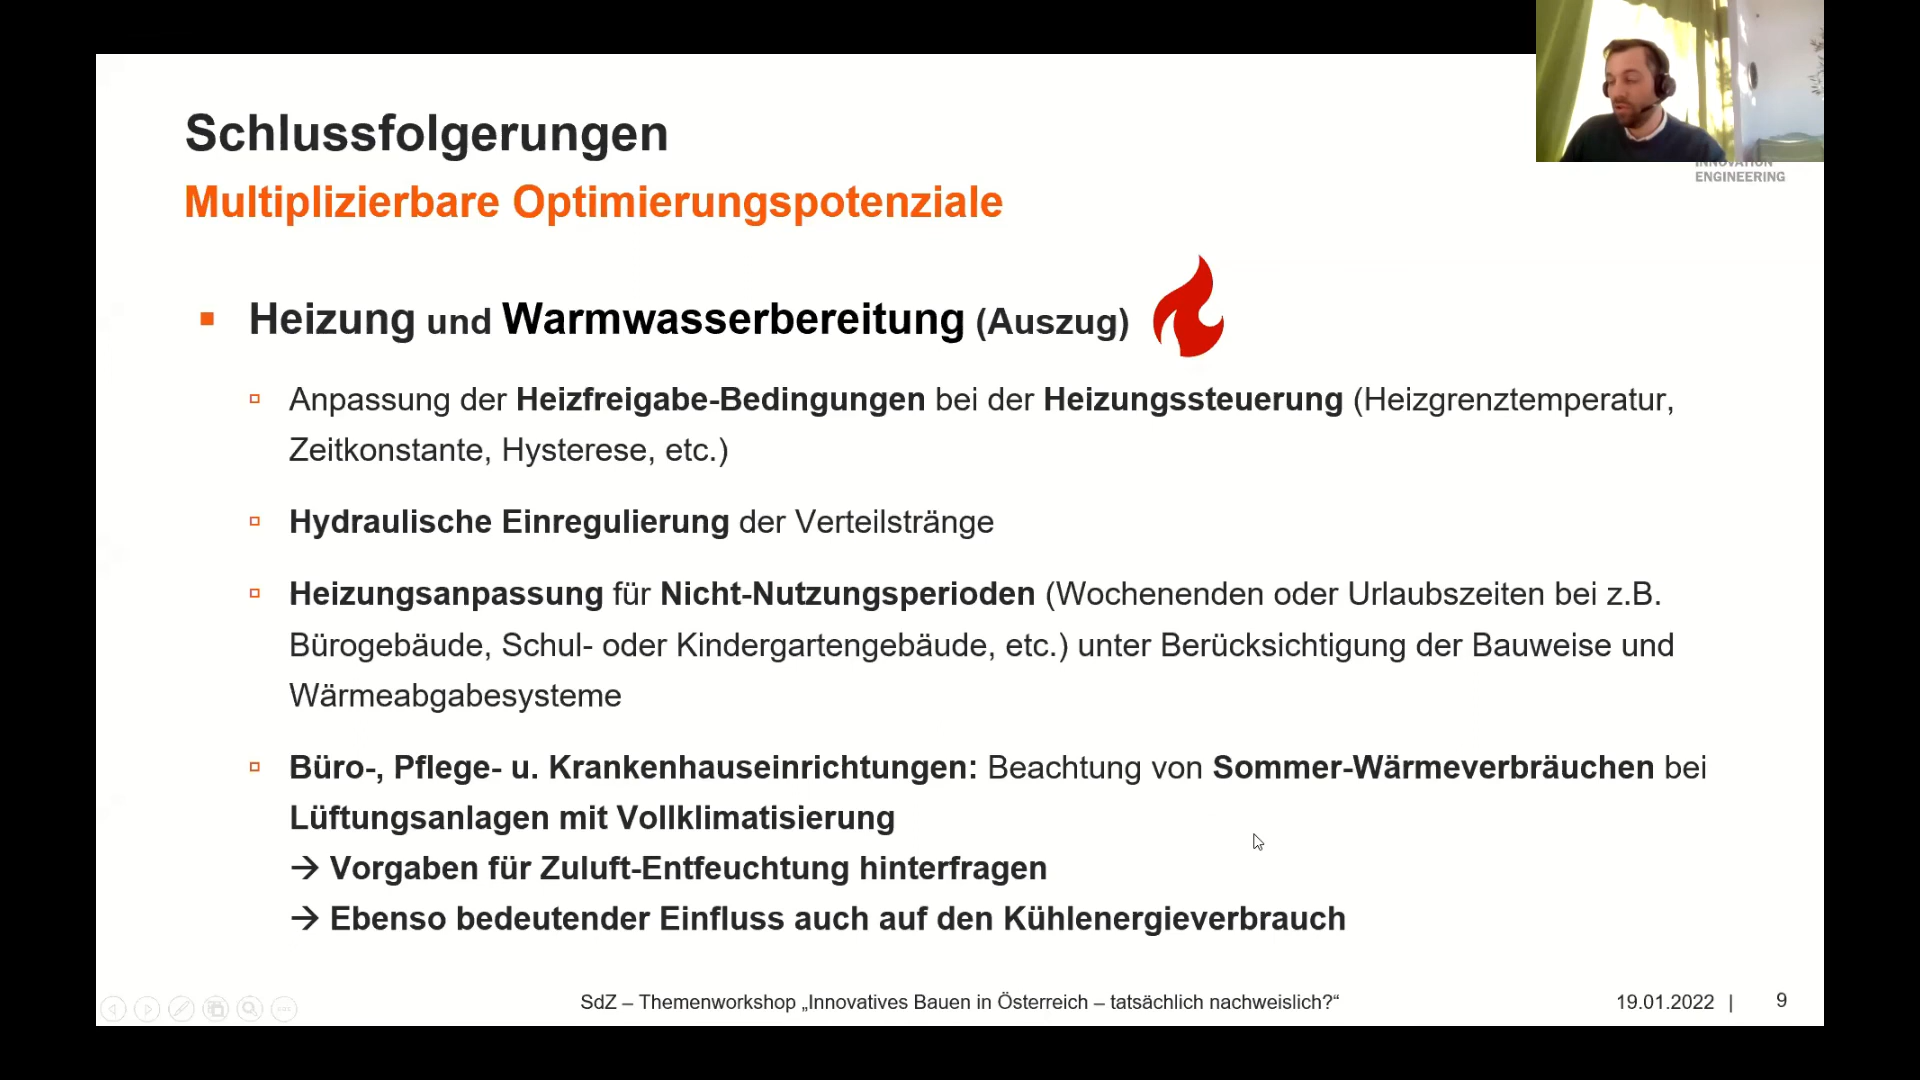 Schlussfolgerungen
Multiplizierbare Optimierungspotenziale
INNOVATION
ENGINEERING
Heizung und Warmwasserbereitung (Auszug)
Anpassung der Heizfreigabe-Bedingungen bei der Heizungssteuerung (Heizgrenztemperatur,
Zeitkonstante, Hysterese, etc.)
Hydraulische Einregulierung der Verteilstränge
Heizungsanpassung für Nicht-Nutzungsperioden (Wochenenden oder Urlaubszeiten bei z.B.
Bürogebäude, Schul- oder Kindergartengebäude, etc.) unter Berücksichtigung der Bauweise und
Wärmeabgabesysteme
Büro-, Pflege- u. Krankenhauseinrichtungen: Beachtung von Sommer-Wärmeverbräuchen bei
Lüftungsanlagen mit Vollklimatisierung
→ Vorgaben für Zuluft-Entfeuchtung hinterfragen
→ Ebenso bedeutender Einfluss auch auf den Kühlenergieverbrauch
SdZ – Themenworkshop „Innovatives Bauen in Österreich – tatsächlich nachweislich?“
19.01.2022 | 9